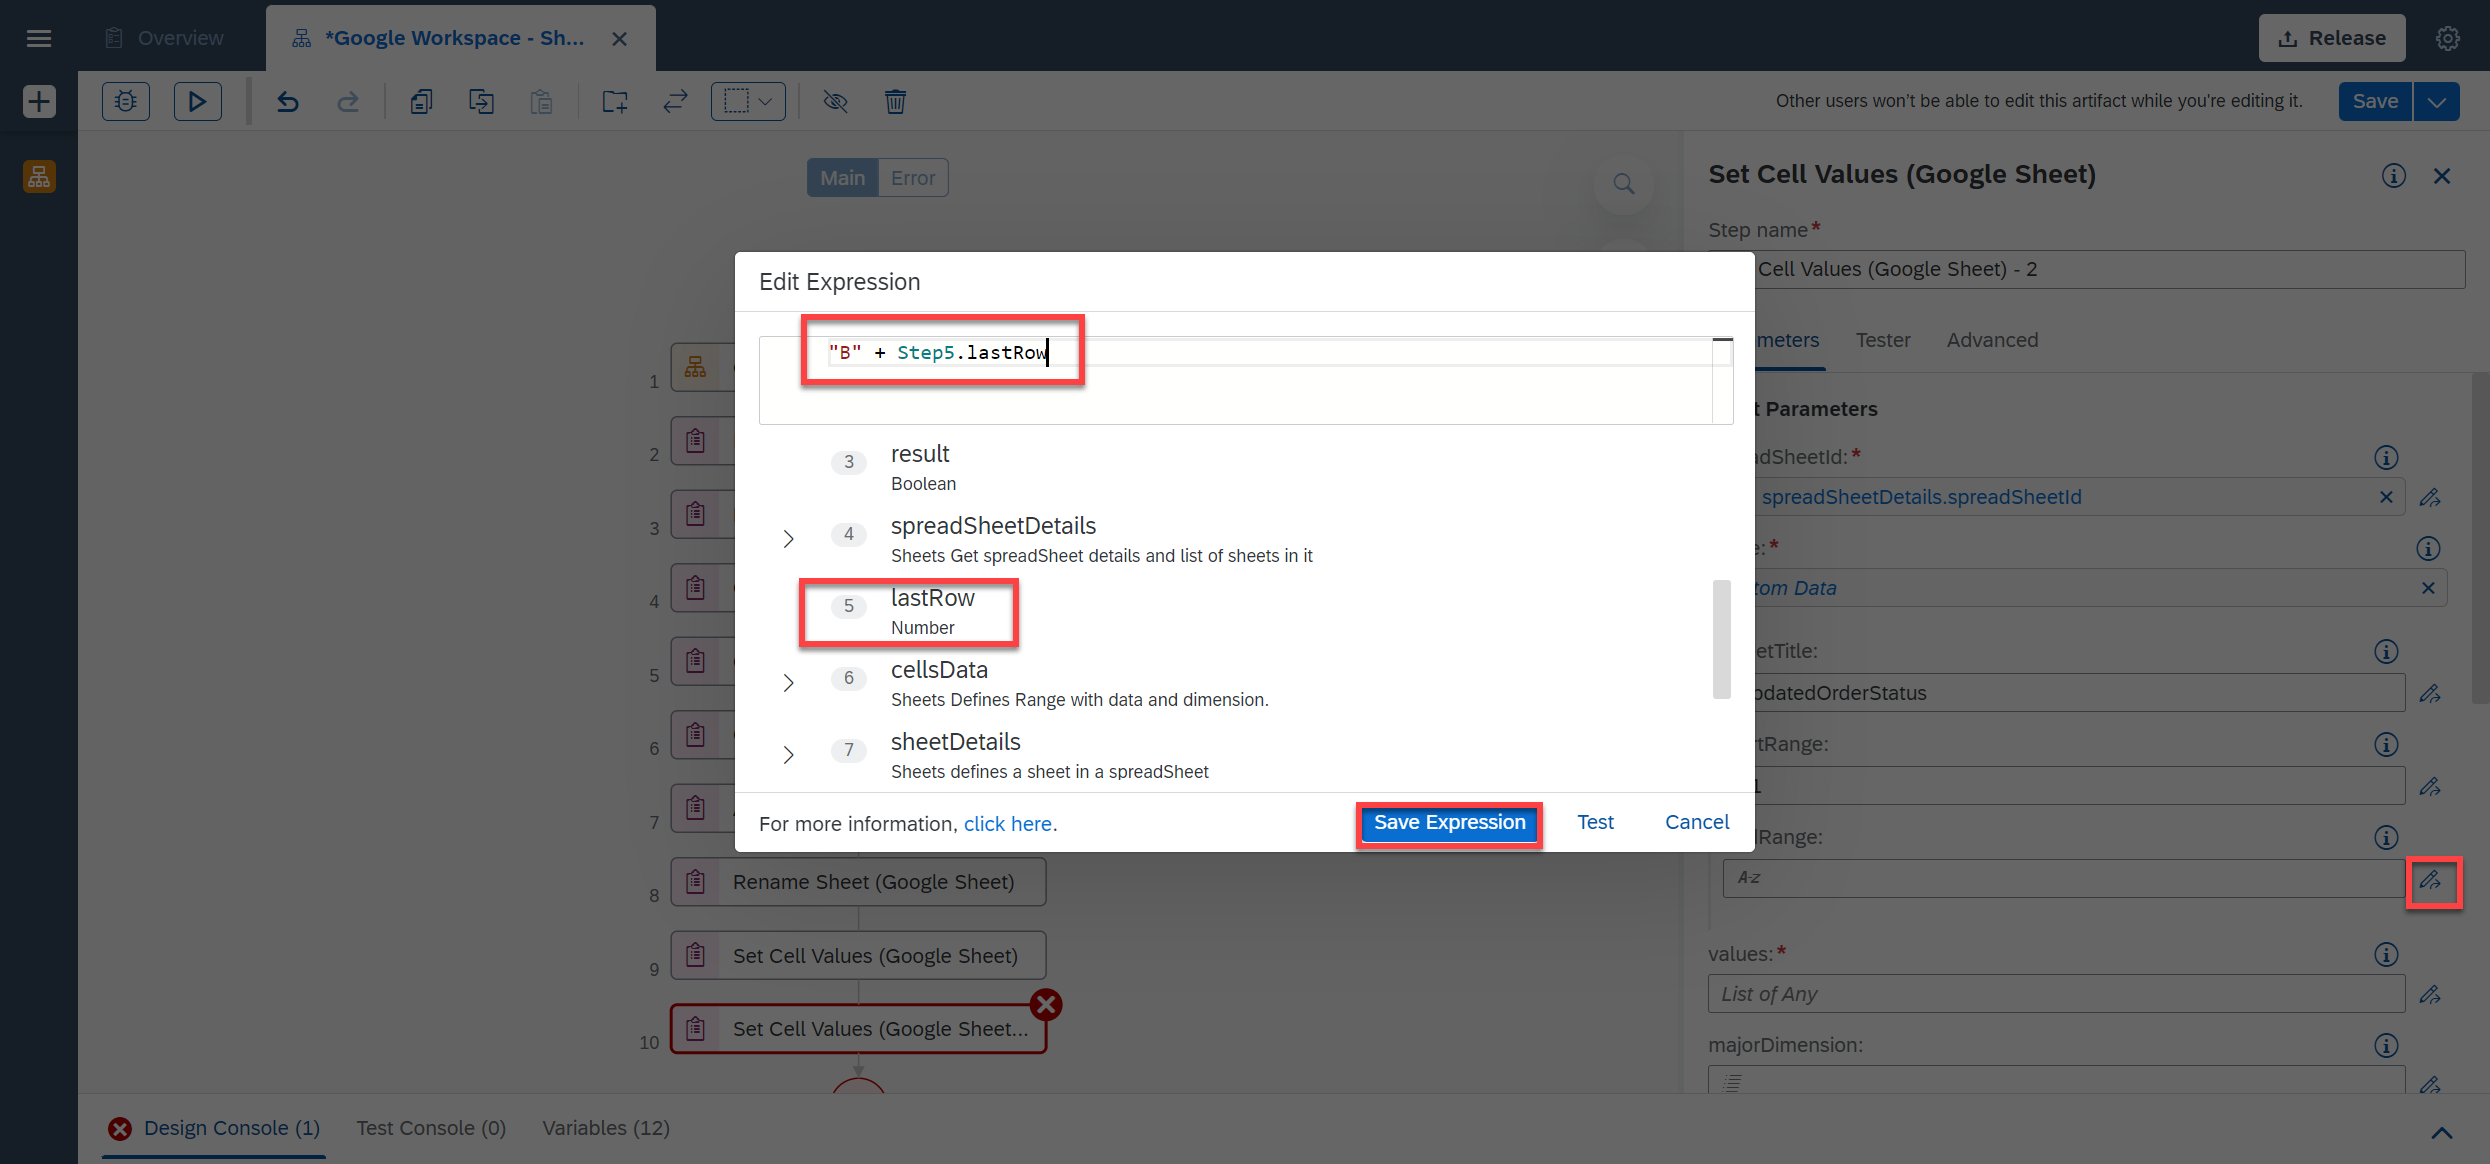 Overview
*Google Workspace - Sh...
Release
Other users won't be able to edit this artifact while you're editing it.
Save
Main
Error
Set Cell Values (Google Sheet)
Step name*
Cell Values (Google Sheet) - 2
meters
Tester
Advanced
t Parameters
adSheetId:*
spreadSheetDetails.spreadSheetId
e:*
tom Data
etTitle:
pdatedOrderStatus
rtRange:
1
dRange:
A-z
values:*
List of Any
majorDimension:
Edit Expression
"B" + Step5.lastRow
3
result
Boolean
4
spreadSheetDetails
Sheets Get spreadSheet details and list of sheets in it
5
lastRow
Number
6
cellsData
Sheets Defines Range with data and dimension.
7
sheetDetails
Sheets defines a sheet in a spreadSheet
For more information, click here.
Save Expression
Test
Cancel
1
2
3
4
5
6
7
8
Rename Sheet (Google Sheet)
9
Set Cell Values (Google Sheet)
10
Set Cell Values (Google Sheet...
Design Console (1)
Test Console (0)
Variables (12)